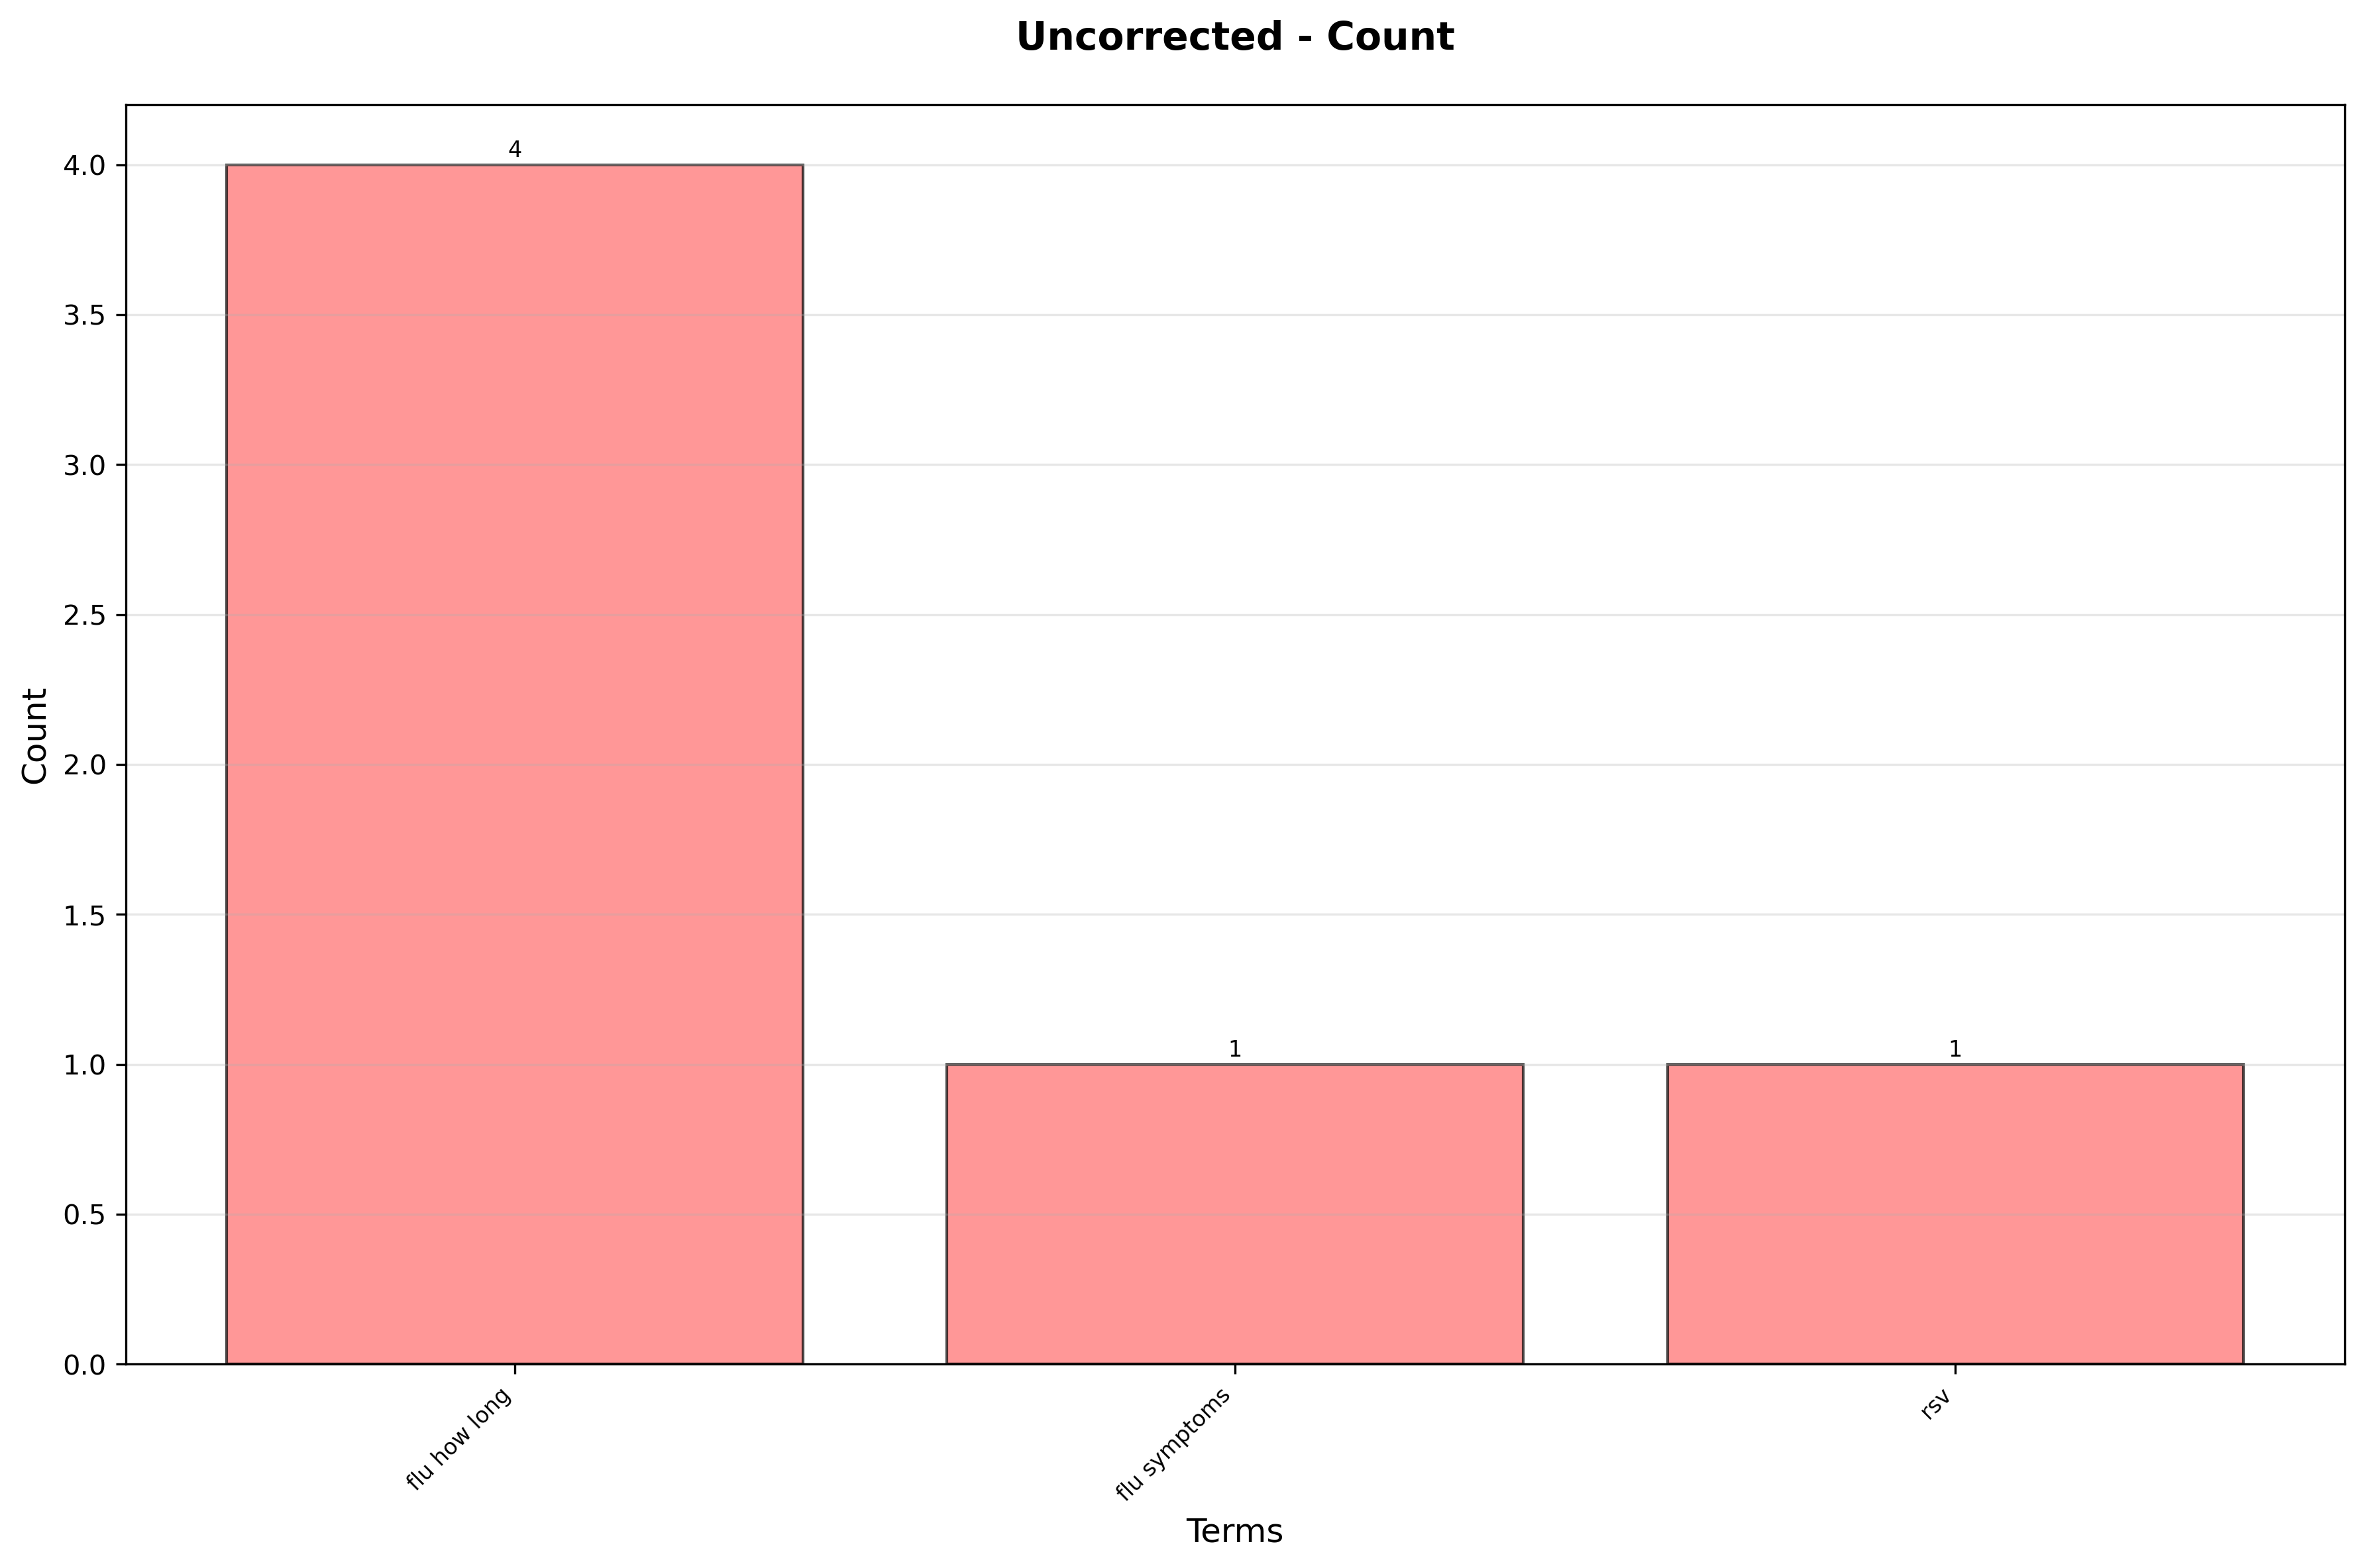 Uncorrected - Count
Count
4.0
3.5
3.0
2.5
2.0
1.5
1.0
0.5
0.0
4
1
1
flu how long
flu symptoms
rsv
Terms